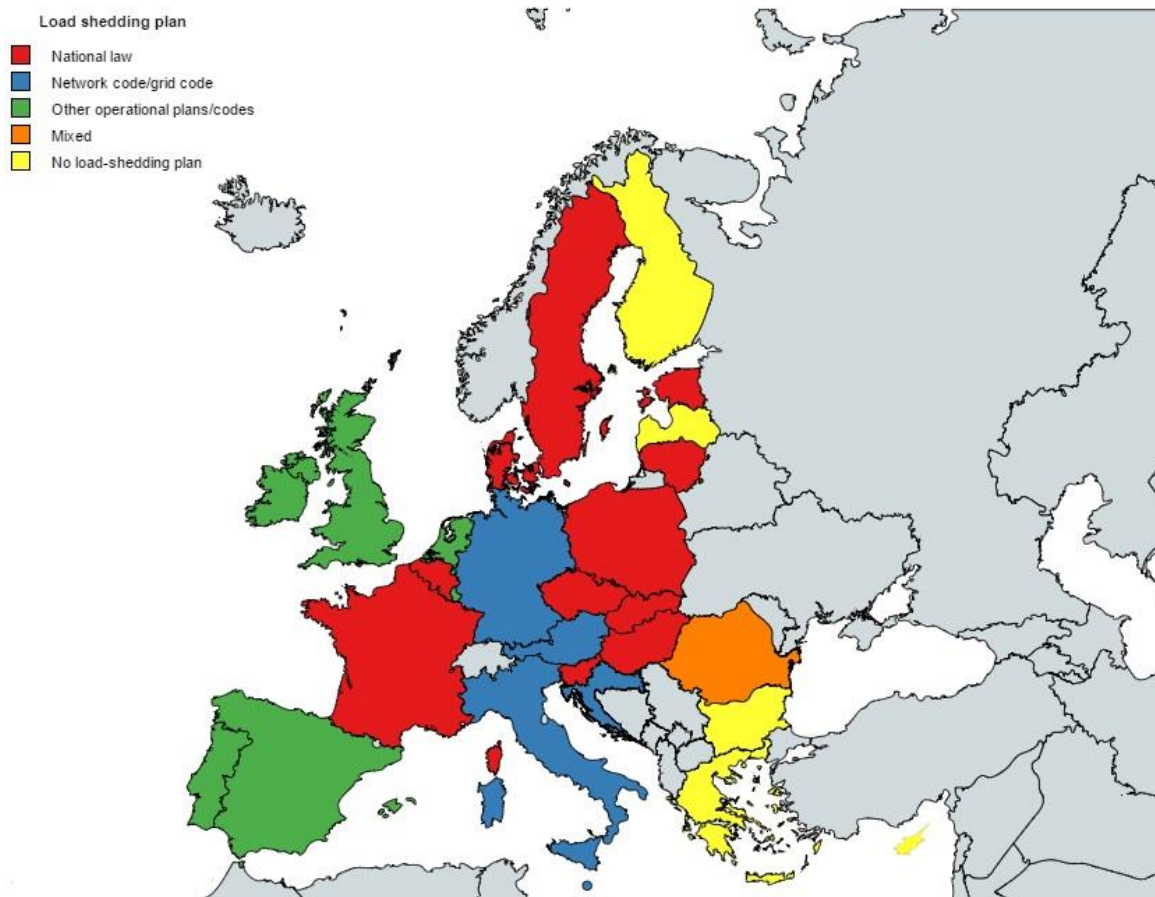 Load shedding plan
National law
Network code/grid code
Other operational plans/codes
Mixed
No load-shedding plan